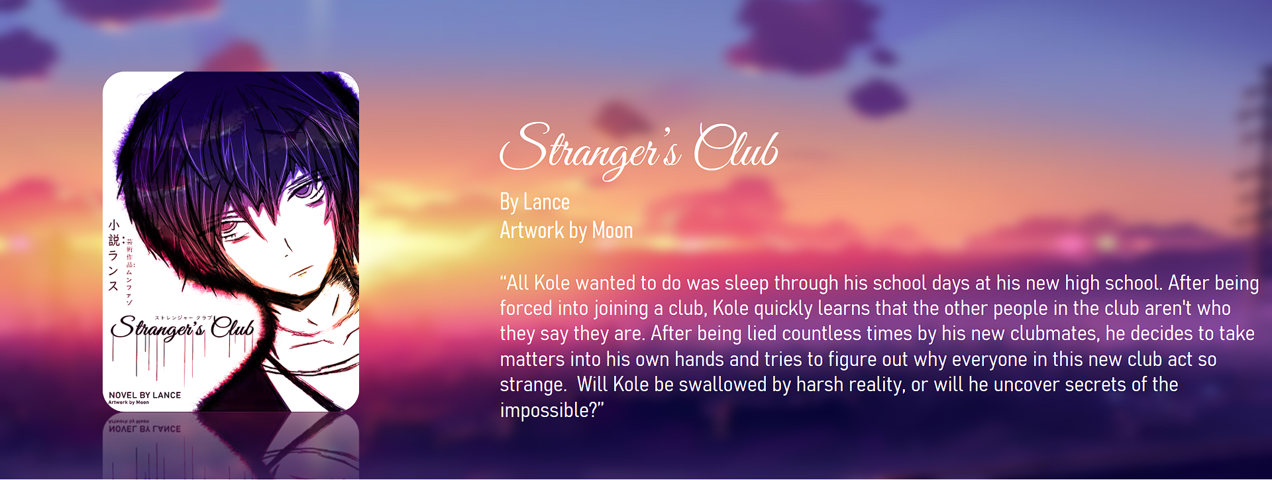 小説：ランス
芸術作品：ムンファゾ
ストレンジャー クラブ
Stranger's Club
NOVEL BY LANCE
Artwork by Moon
Stranger's Club
By Lance
Artwork by Moon
“All Kole wanted to do was sleep through his school days at his new high school. After being
forced into joining a club, Kole quickly learns that the other people in the club aren't who
they say they are. After being lied countless times by his new clubmates, he decides to take
matters into his own hands and tries to figure out why everyone in this new club act so
strange.  Will Kole be swallowed by harsh reality, or will he uncover secrets of the
impossible?”